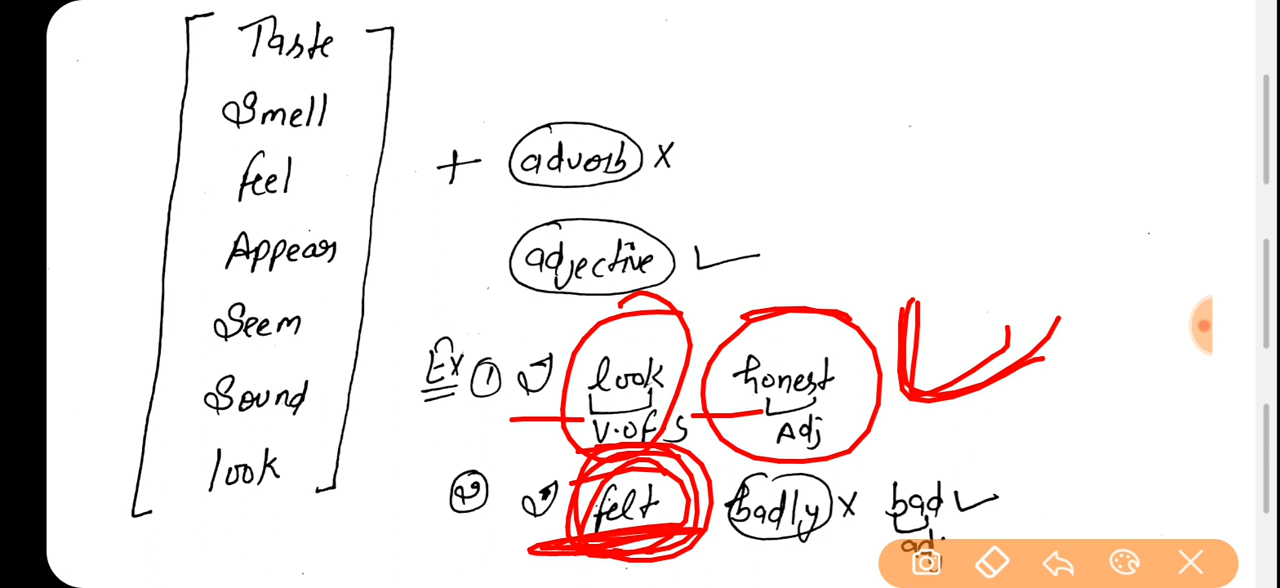 Taste
Smell
feel
+ adverb x
Appear
adjective ✓
Seem
Ex ① I look honest
Sound
V. of S Adj
look
② I felt badly x bad ✓
adj